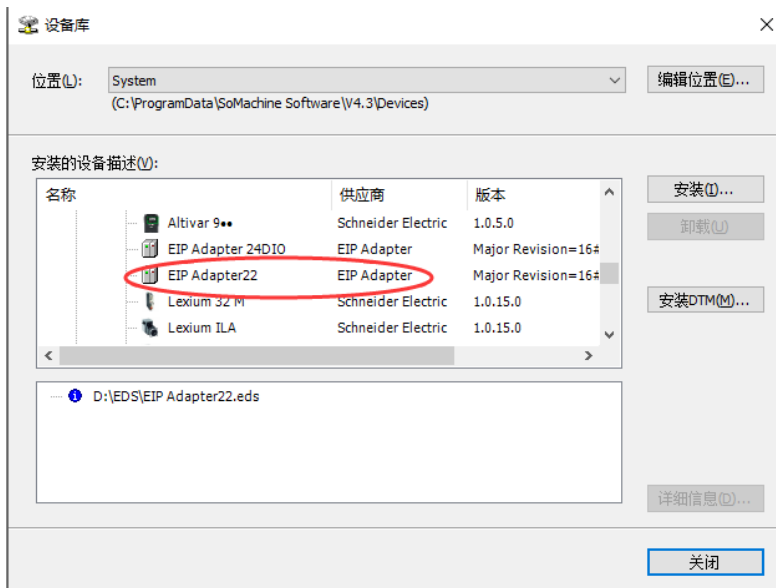 设备库
位置(L): System 编辑位置(E)...
(C:\ProgramData\SoMachine Software\V4.3\Devices)
安装的设备描述(V):
名称 供应商 版本 安装(I)...
Altivar 9•• Schneider Electric 1.0.5.0 卸载(U)
EIP Adapter 24DIO EIP Adapter Major Revision=16#
EIP Adapter22 EIP Adapter Major Revision=16#
Lexium 32 M Schneider Electric 1.0.15.0 安装DTM(M)...
Lexium ILA Schneider Electric 1.0.15.0
D:\EDS\EIP Adapter22.eds
详细信息(D)...
关闭